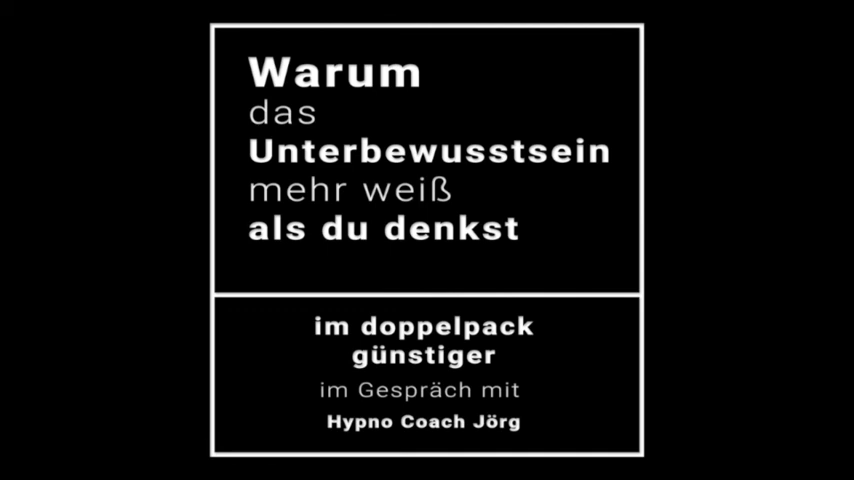 Warum
das
Unterbewusstsein
mehr weiß
als du denkst
im doppelpack
günstiger
im Gespräch mit
Hypno Coach Jörg